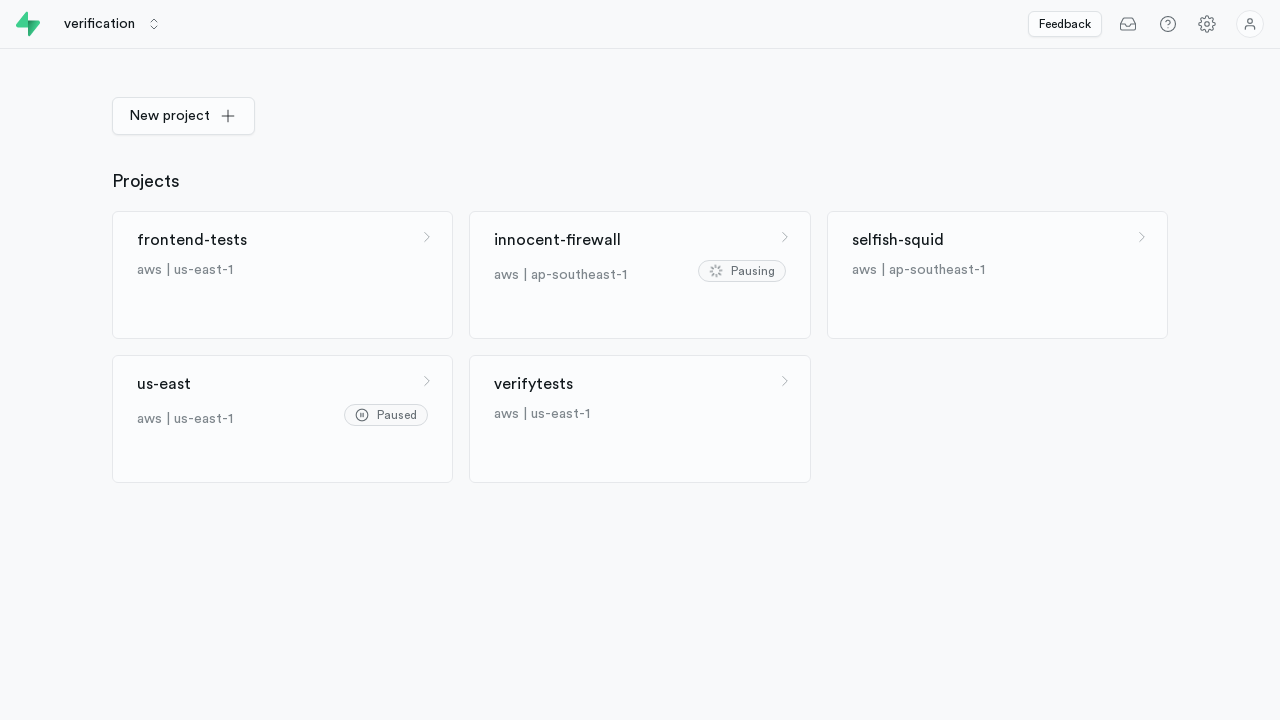 verification
Feedback
New project
Projects
frontend-tests
aws | us-east-1
innocent-firewall
aws | ap-southeast-1
Pausing
selfish-squid
aws | ap-southeast-1
us-east
aws | us-east-1
Paused
verifytests
aws | us-east-1